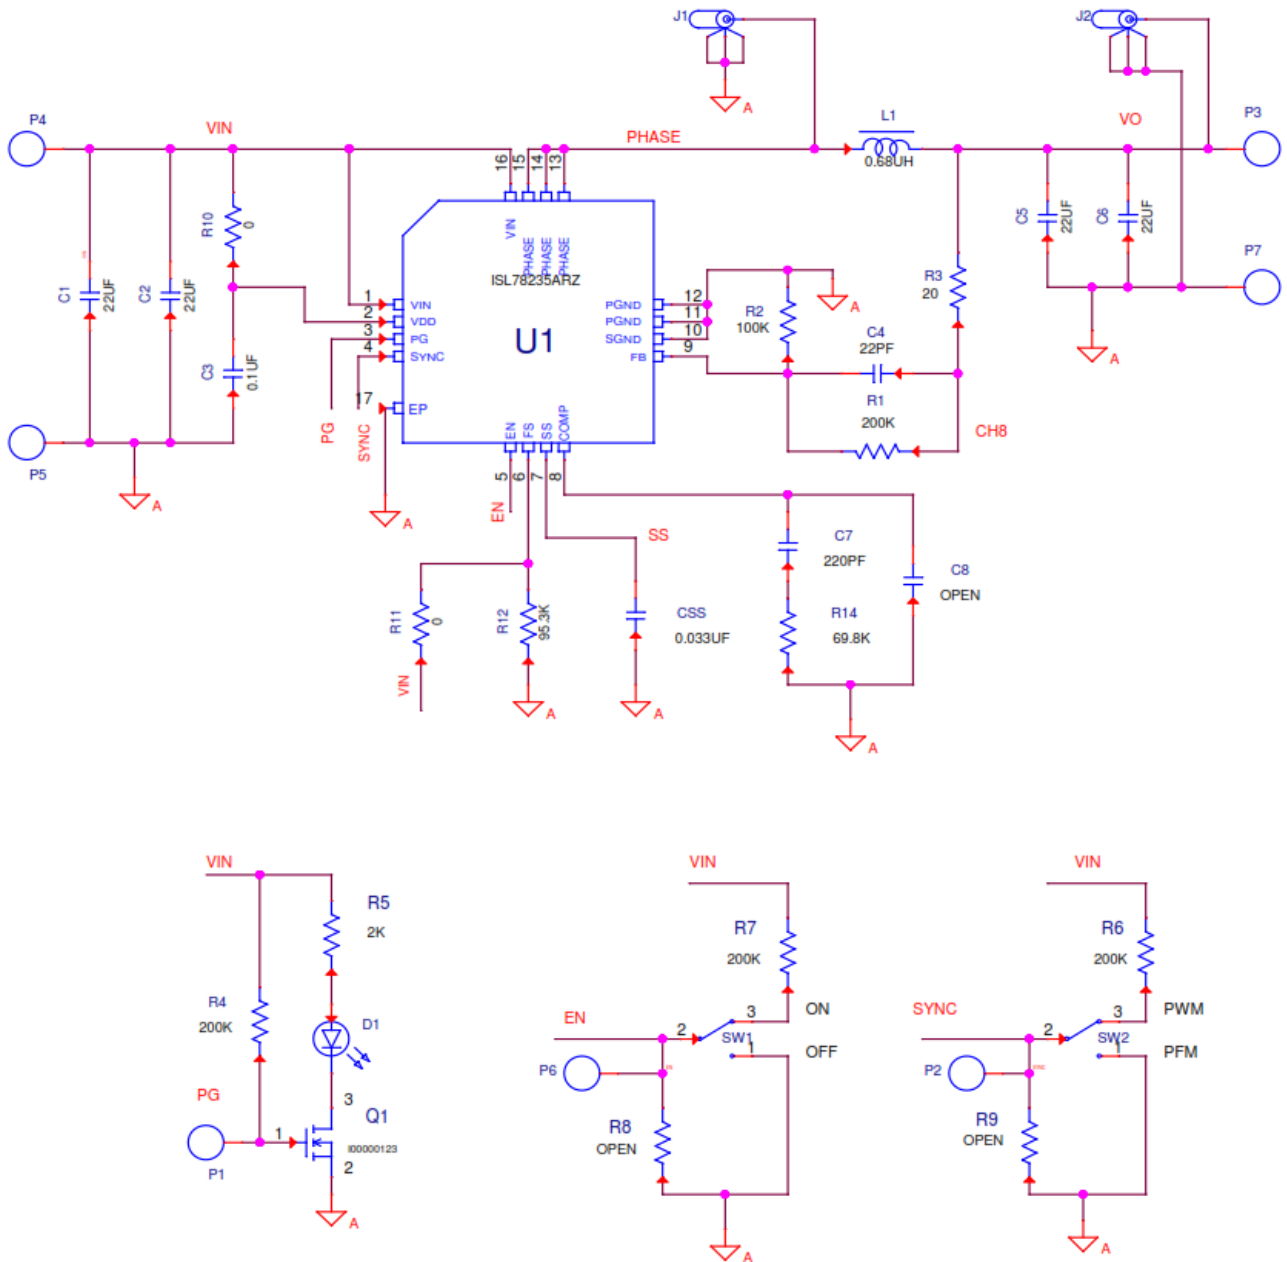 J1
J2
A
P4
VIN
PHASE
L1
0.68UH
VO
P3
16
15
14
13
R10
0
C1
22UF
C2
22UF
VIN
PHASE
PHASE
PHASE
ISL78235ARZ
C5
22UF
C6
22UF
P7
R3
20
1
VIN
2
VDD
3
PG
4
SYNC
17
EP
U1
PGND
12
PGND
11
SGND
10
FB
9
A
R2
100K
C4
22PF
R1
200K
CH8
A
C3
0.1UF
P5
A
PG
SYNC
A
EN
FS
SS
COMP
5
6
7
8
EN
SS
C7
220PF
C8
OPEN
R11
0
R12
95.3K
CSS
0.033UF
R14
69.8K
VIN
A
A
A
VIN
R5
2K
R4
200K
D1
PG
3
Q1
1
I00000123
2
P1
A
VIN
R7
200K
EN
3
ON
2
SW1
1
OFF
P6
R8
OPEN
A
VIN
R6
200K
SYNC
3
PWM
2
SW2
1
PFM
P2
R9
OPEN
A